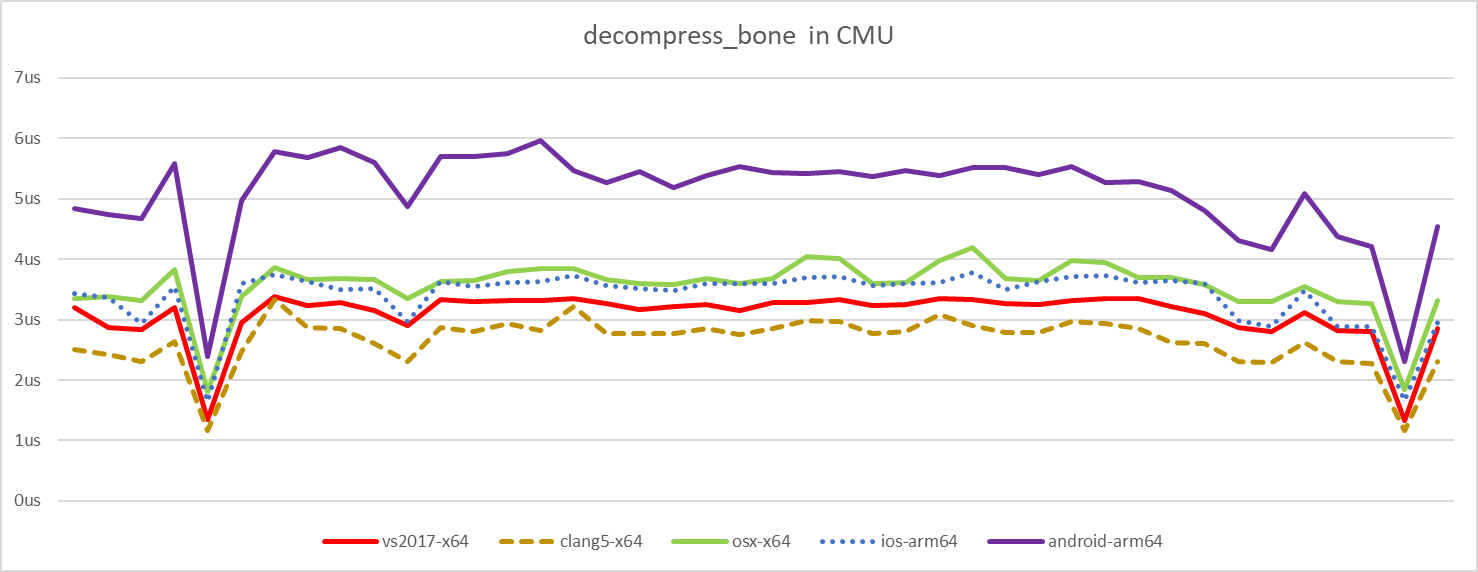 decompress_bone in CMU
7us
6us
5us
4us
3us
2us
1us
0us
vs2017-x64 clang5-x64 osx-x64 ios-arm64 android-arm64